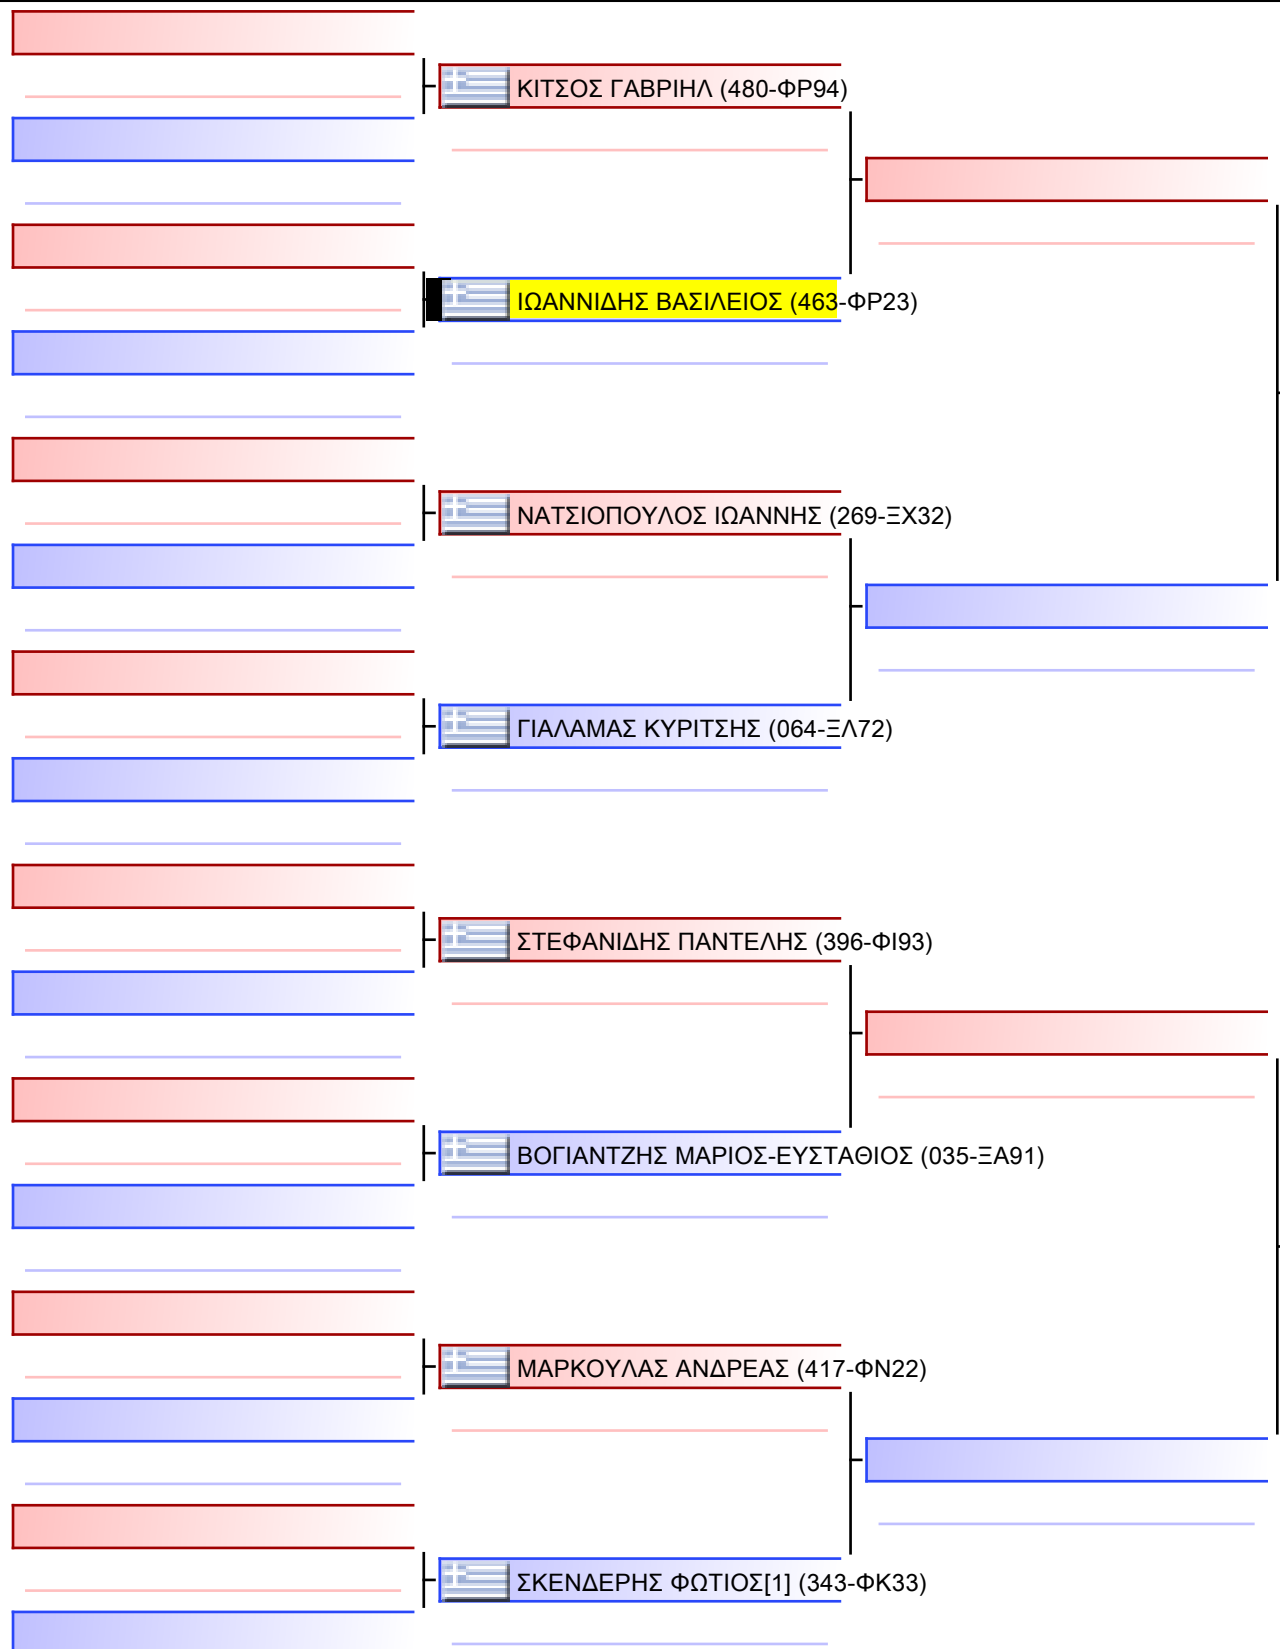 ΚΙΤΣΟΣ ΓΑΒΡΙΗΛ (480-ΦΡ94)
ΙΩΑΝΝΙΔΗΣ ΒΑΣΙΛΕΙΟΣ (463-ΦΡ23)
ΝΑΤΣΙΟΠΟΥΛΟΣ ΙΩΑΝΝΗΣ (269-ΞΧ32)
ΓΙΑΛΑΜΑΣ ΚΥΡΙΤΣΗΣ (064-ΞΛ72)
ΣΤΕΦΑΝΙΔΗΣ ΠΑΝΤΕΛΗΣ (396-ΦΙ93)
ΒΟΓΙΑΝΤΖΗΣ ΜΑΡΙΟΣ-ΕΥΣΤΑΘΙΟΣ (035-ΞΑ91)
ΜΑΡΚΟΥΛΑΣ ΑΝΔΡΕΑΣ (417-ΦΝ22)
ΣΚΕΝΔΕΡΗΣ ΦΩΤΙΟΣ[1] (343-ΦΚ33)